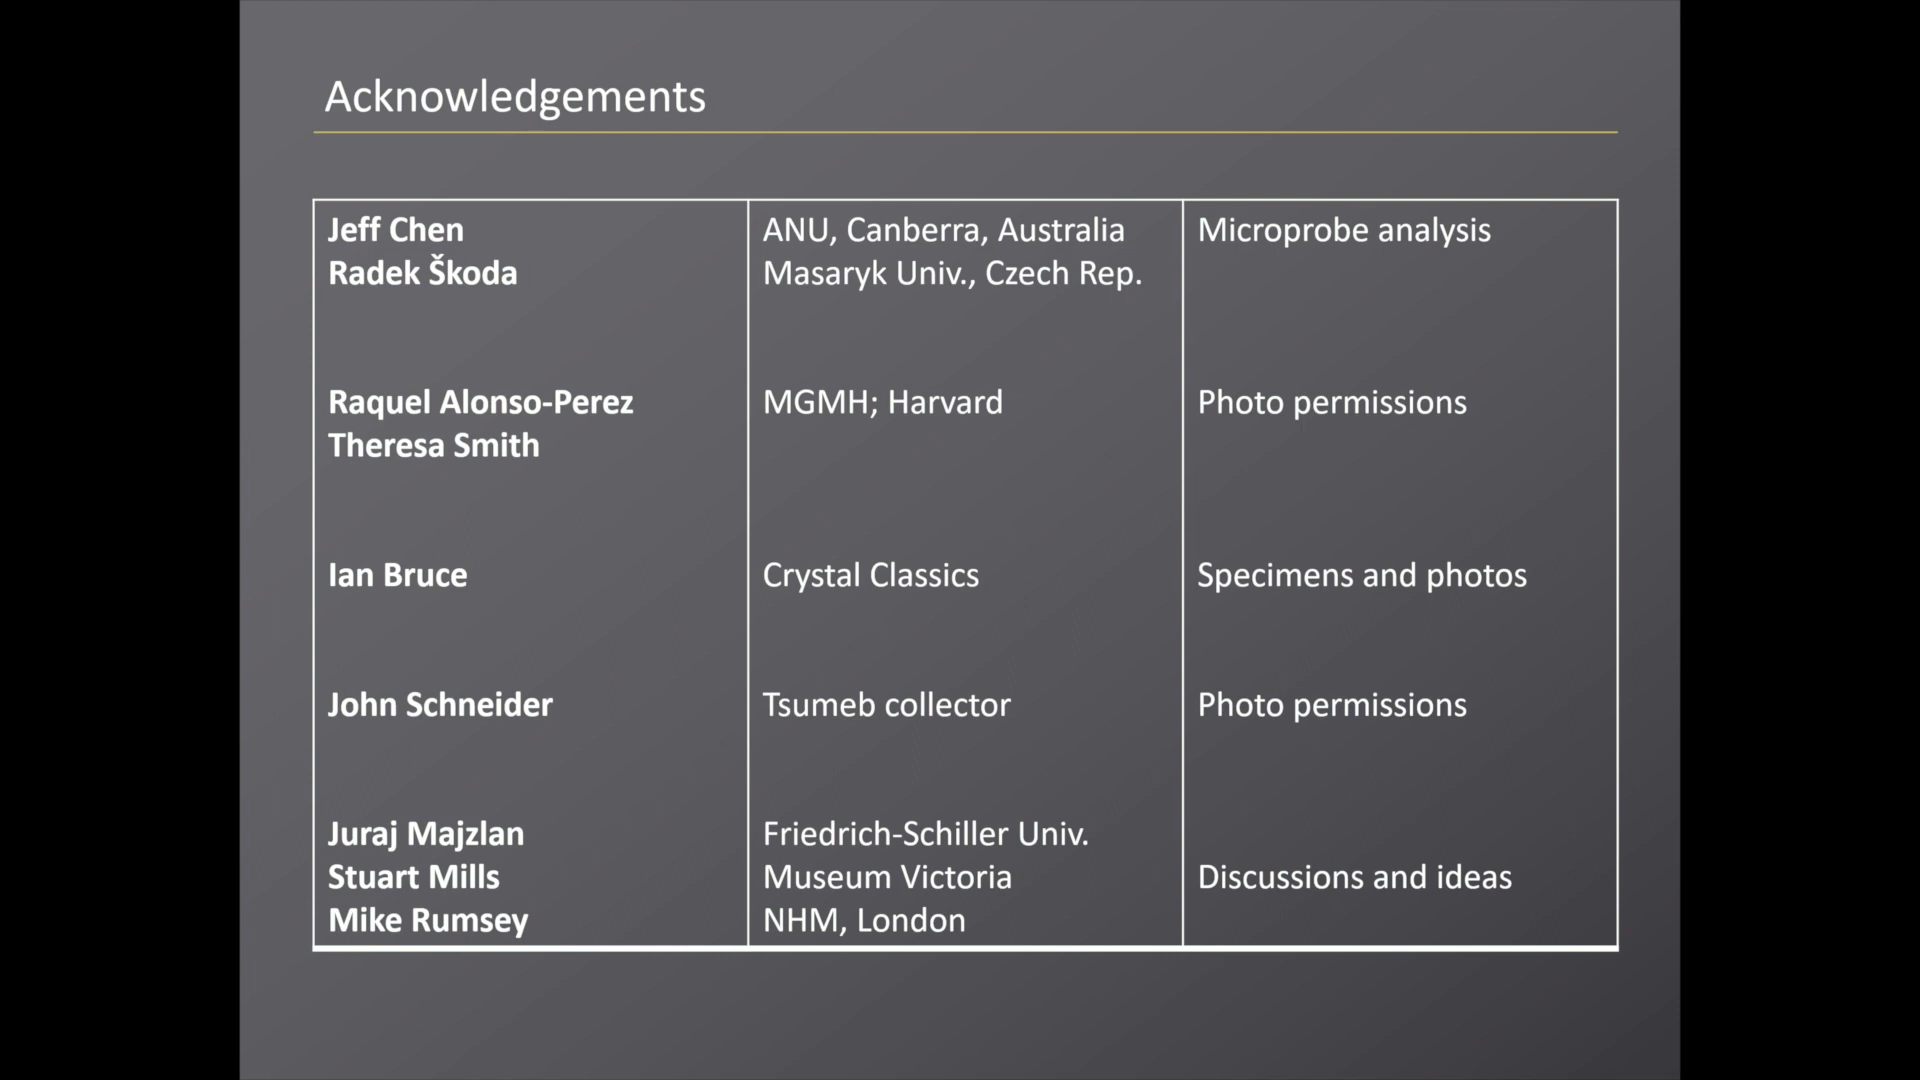 Acknowledgements
Jeff Chen ANU, Canberra, Australia Microprobe analysis
Radek Škoda Masaryk Univ., Czech Rep.
Raquel Alonso-Perez MGMH; Harvard Photo permissions
Theresa Smith
Ian Bruce Crystal Classics Specimens and photos
John Schneider Tsumeb collector Photo permissions
Juraj Majzlan Friedrich-Schiller Univ.
Stuart Mills Museum Victoria Discussions and ideas
Mike Rumsey NHM, London